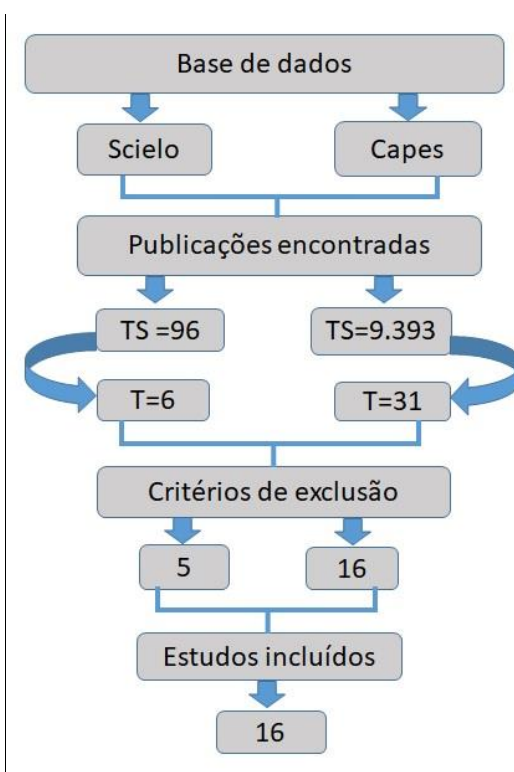 Base de dados
Scielo
Capes
Publicações encontradas
TS =96
TS=9.393
T=6
T=31
Critérios de exclusão
5
16
Estudos incluídos
16